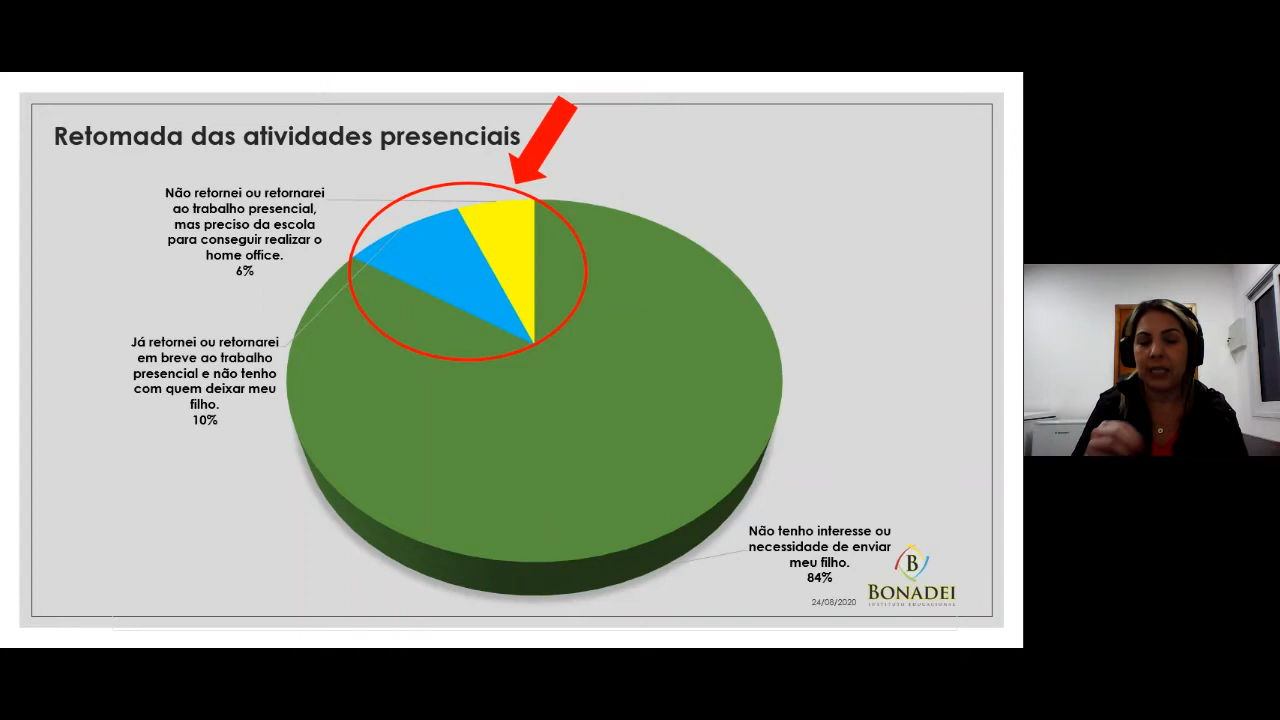 Retomada das atividades presenciais
Não retornei ou retornarei
ao trabalho presencial,
mas preciso da escola
para conseguir realizar o
home office.
6%
Já retornei ou retornarei
em breve ao trabalho
presencial e não tenho
com quem deixar meu
filho.
10%
Não tenho interesse ou
necessidade de enviar
meu filho.
84%
24/08/2020
B
BONADEI
INSTITUTO EDUCACIONAL